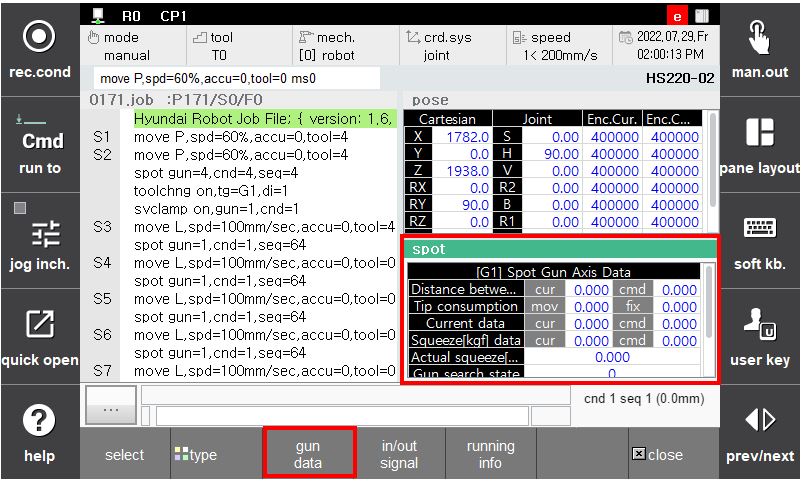 R0 CP1 e
rec.cond
mode
manual
tool
T0
mech.
[0] robot
crd.sys
joint
speed
1< 200mm/s
2022,07,29,Fr
02:00:13 PM
man.out
move P,spd=60%,accu=0,tool=0 ms0
HS220-02
0171.job :P171/S0/F0
Hyundai Robot Job File; { version: 1,6,
S1 move P,spd=60%,accu=0,tool=4
S2 move P,spd=60%,accu=0,tool=4
spot gun=4,cnd=4,seq=4
toolchng on,tg=G1,di=1
svclamp on,gun=1,cnd=1
S3 move L,spd=100mm/sec,accu=0,tool=4
spot gun=1,cnd=1,seq=64
S4 move L,spd=100mm/sec,accu=0,tool=0
spot gun=1,cnd=1,seq=64
S5 move L,spd=100mm/sec,accu=0,tool=0
spot gun=1,cnd=1,seq=64
S6 move L,spd=100mm/sec,accu=0,tool=0
spot gun=1,cnd=1,seq=64
S7 move L,spd=100mm/sec,accu=0,tool=0
pose
Cartesian Joint Enc.Cur. Enc.C...
X 1782.0 S 0.00 400000 400000
Y 0.0 H 90.00 400000 400000
Z 1938.0 V 0.00 400000 400000
RX 0.0 R2 0.00 400000 400000
RY 90.0 B 0.00 400000 400000
RZ 0.0 R1 0.00 400000 400000
spot
[G1] Spot Gun Axis Data
Distance betwe... cur 0.000 cmd 0.000
Tip consumption mov 0.000 fix 0.000
Current data cur 0.000 cmd 0.000
Squeeze[kgf] data cur 0.000 cmd 0.000
Actual squeeze[... 0.000
Gun search state 0
Cmd
run to
jog inch.
quick open
help
pane layout
soft kb.
U
user key
prev/next
...
cnd 1 seq 1 (0.0mm)
select
type
gun
data
in/out
signal
running
info
x close